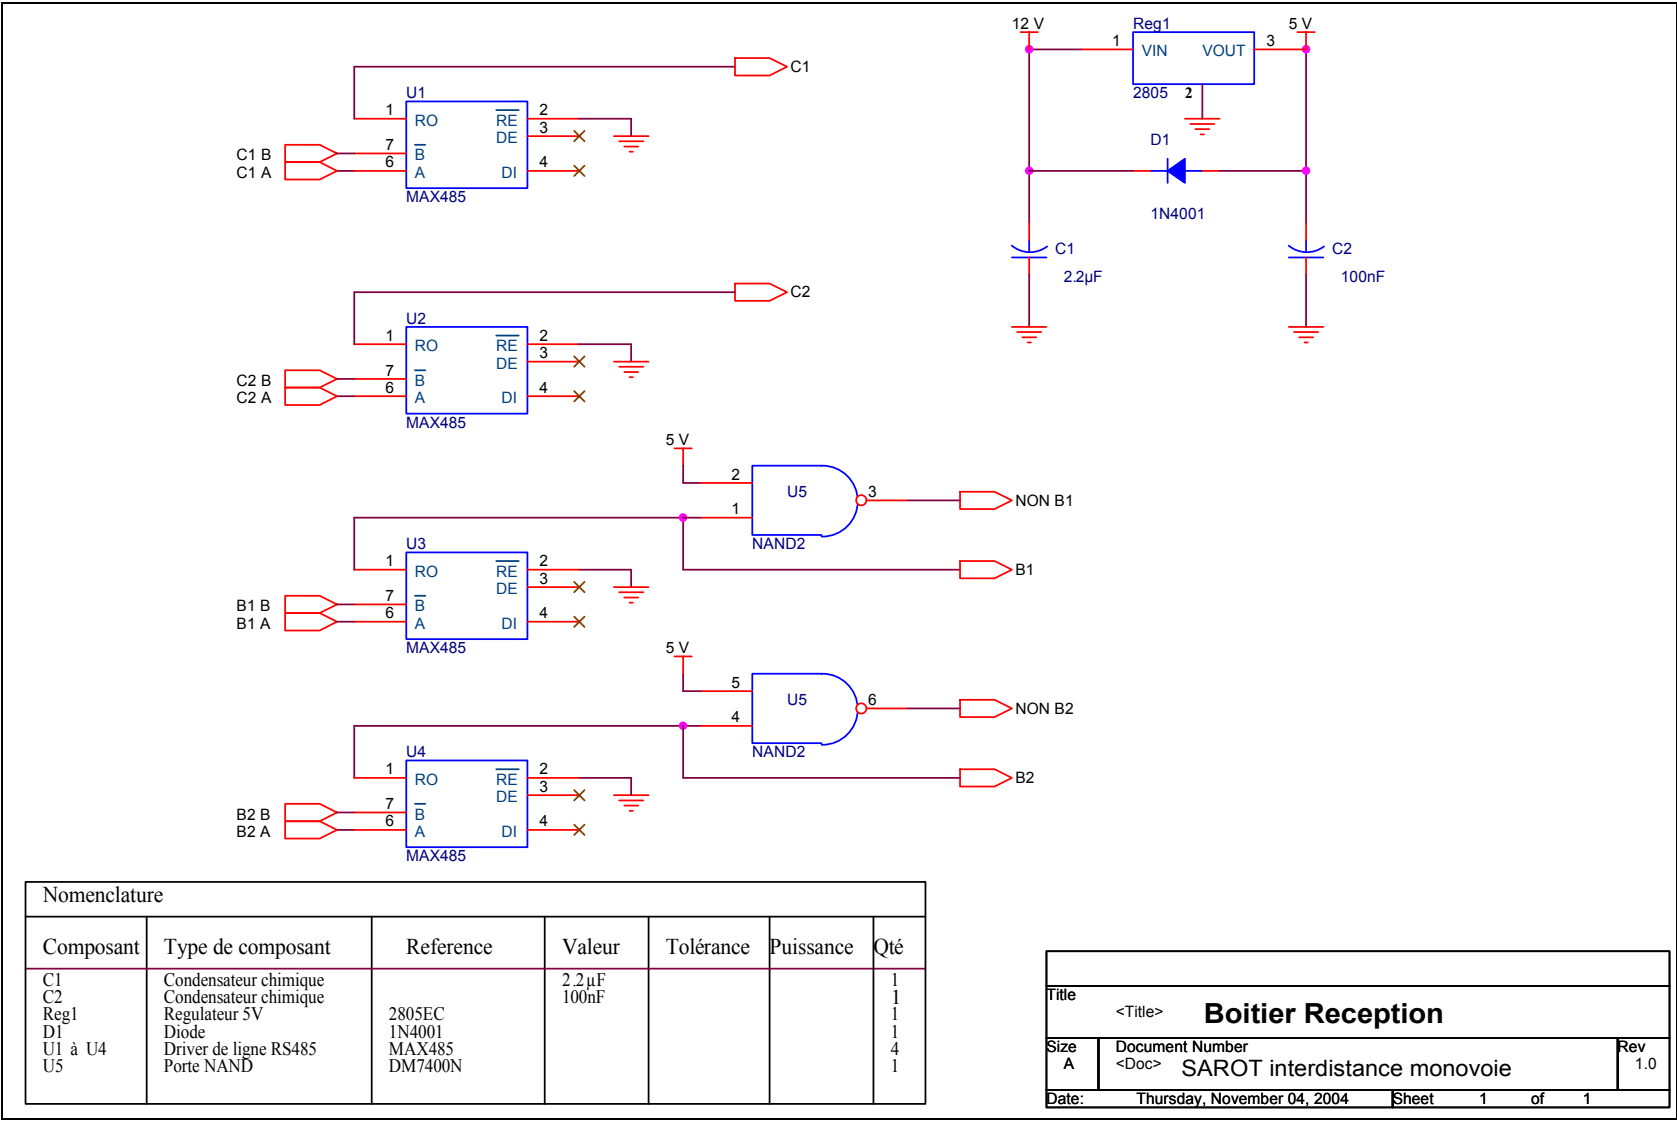 12 V
Reg1
5 V
1
VIN
VOUT
3
2805
2
D1
1N4001
C1
2.2µF
C2
100nF
C1
U1
1
RO
RE
2
DE
3
C1 B
7
B
C1 A
6
A
DI
4
MAX485
C2
U2
1
RO
RE
2
DE
3
C2 B
7
B
C2 A
6
A
DI
4
MAX485
5 V
2
U5
3
NON B1
1
NAND2
B1
U3
1
RO
RE
2
DE
3
B1 B
7
B
B1 A
6
A
DI
4
MAX485
5 V
5
U5
6
NON B2
4
NAND2
B2
U4
1
RO
RE
2
DE
3
B2 B
7
B
B2 A
6
A
DI
4
MAX485
Nomenclature
Composant Type de composant Reference Valeur Tolérance Puissance Qté
C1 Condensateur chimique 2.2µF 1
C2 Condensateur chimique 100nF 1
Reg1 Regulateur 5V 2805EC 1
D1 Diode 1N4001 1
U1 à U4 Driver de ligne RS485 MAX485 4
U5 Porte NAND DM7400N 1
Title
<Title> Boitier Reception
Size Document Number Rev
A <Doc> SAROT interdistance monovoie 1.0
Date: Thursday, November 04, 2004 Sheet 1 of 1